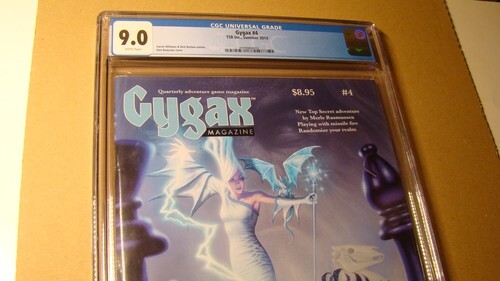 CGC UNIVERSAL GRADE
9.0
Gygax #4
TSR Inc., Summer 2013
Quarterly adventure game magazine
$8.95 #4
Gygax™
MAGAZINE
New Top Secret adventure
by Merle Rasmussen
Playing with missile fire
Randomize your realm